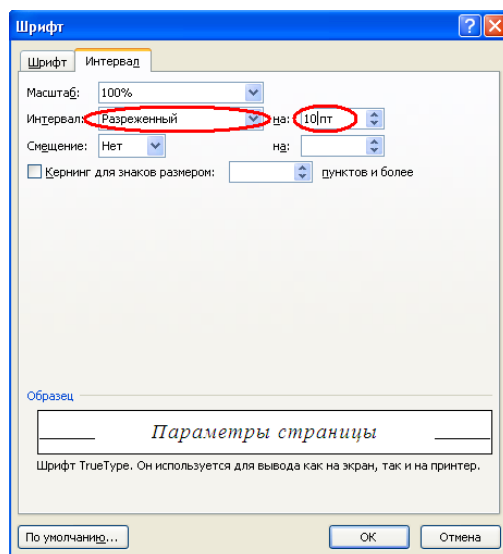 Шрифт
Шрифт Интервал
Масштаб: 100%
Интервал: Разреженный на: 10 пт
Смещение: Нет на:
Кернинг для знаков размером: пунктов и более
Образец
Параметры страницы
Шрифт TrueType. Он используется для вывода как на экран, так и на принтер.
По умолчанию... ОК Отмена